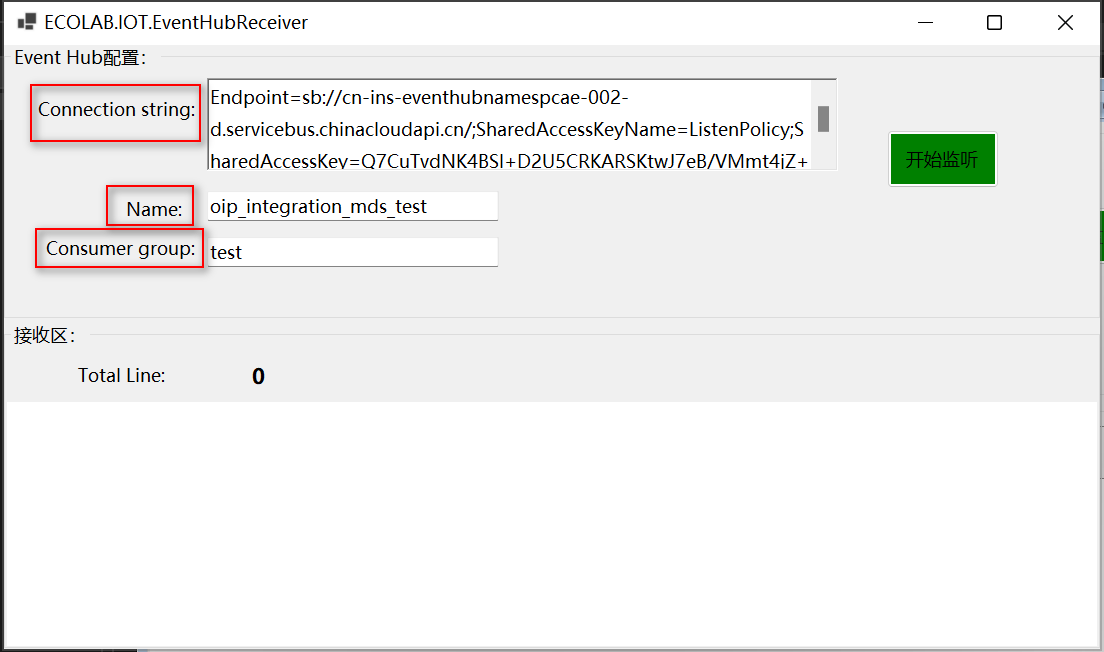 ECOLAB.IOT.EventHubReceiver
Event Hub配置：
Connection string:
Endpoint=sb://cn-ins-eventhubnamespcae-002-
d.servicebus.chinacloudapi.cn/;SharedAccessKeyName=ListenPolicy;S
haredAccessKey=Q7CuTvdNK4BSI+D2U5CRKARSKtwJ7eB/VMmt4jZ+
开始监听
Name:
oip_integration_mds_test
Consumer group:
test
接收区：
Total Line:
0